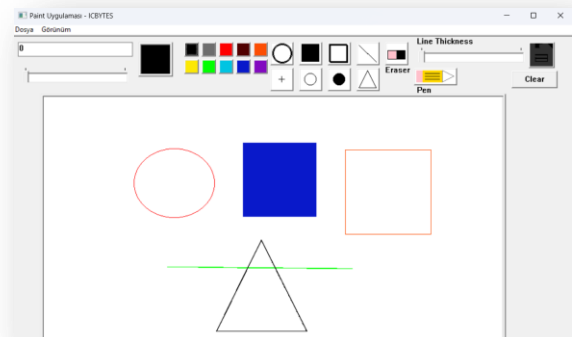 Paint Uygulaması - ICBYTES
Dosya Görünüm
0
Line Thickness
Eraser
Clear
Pen